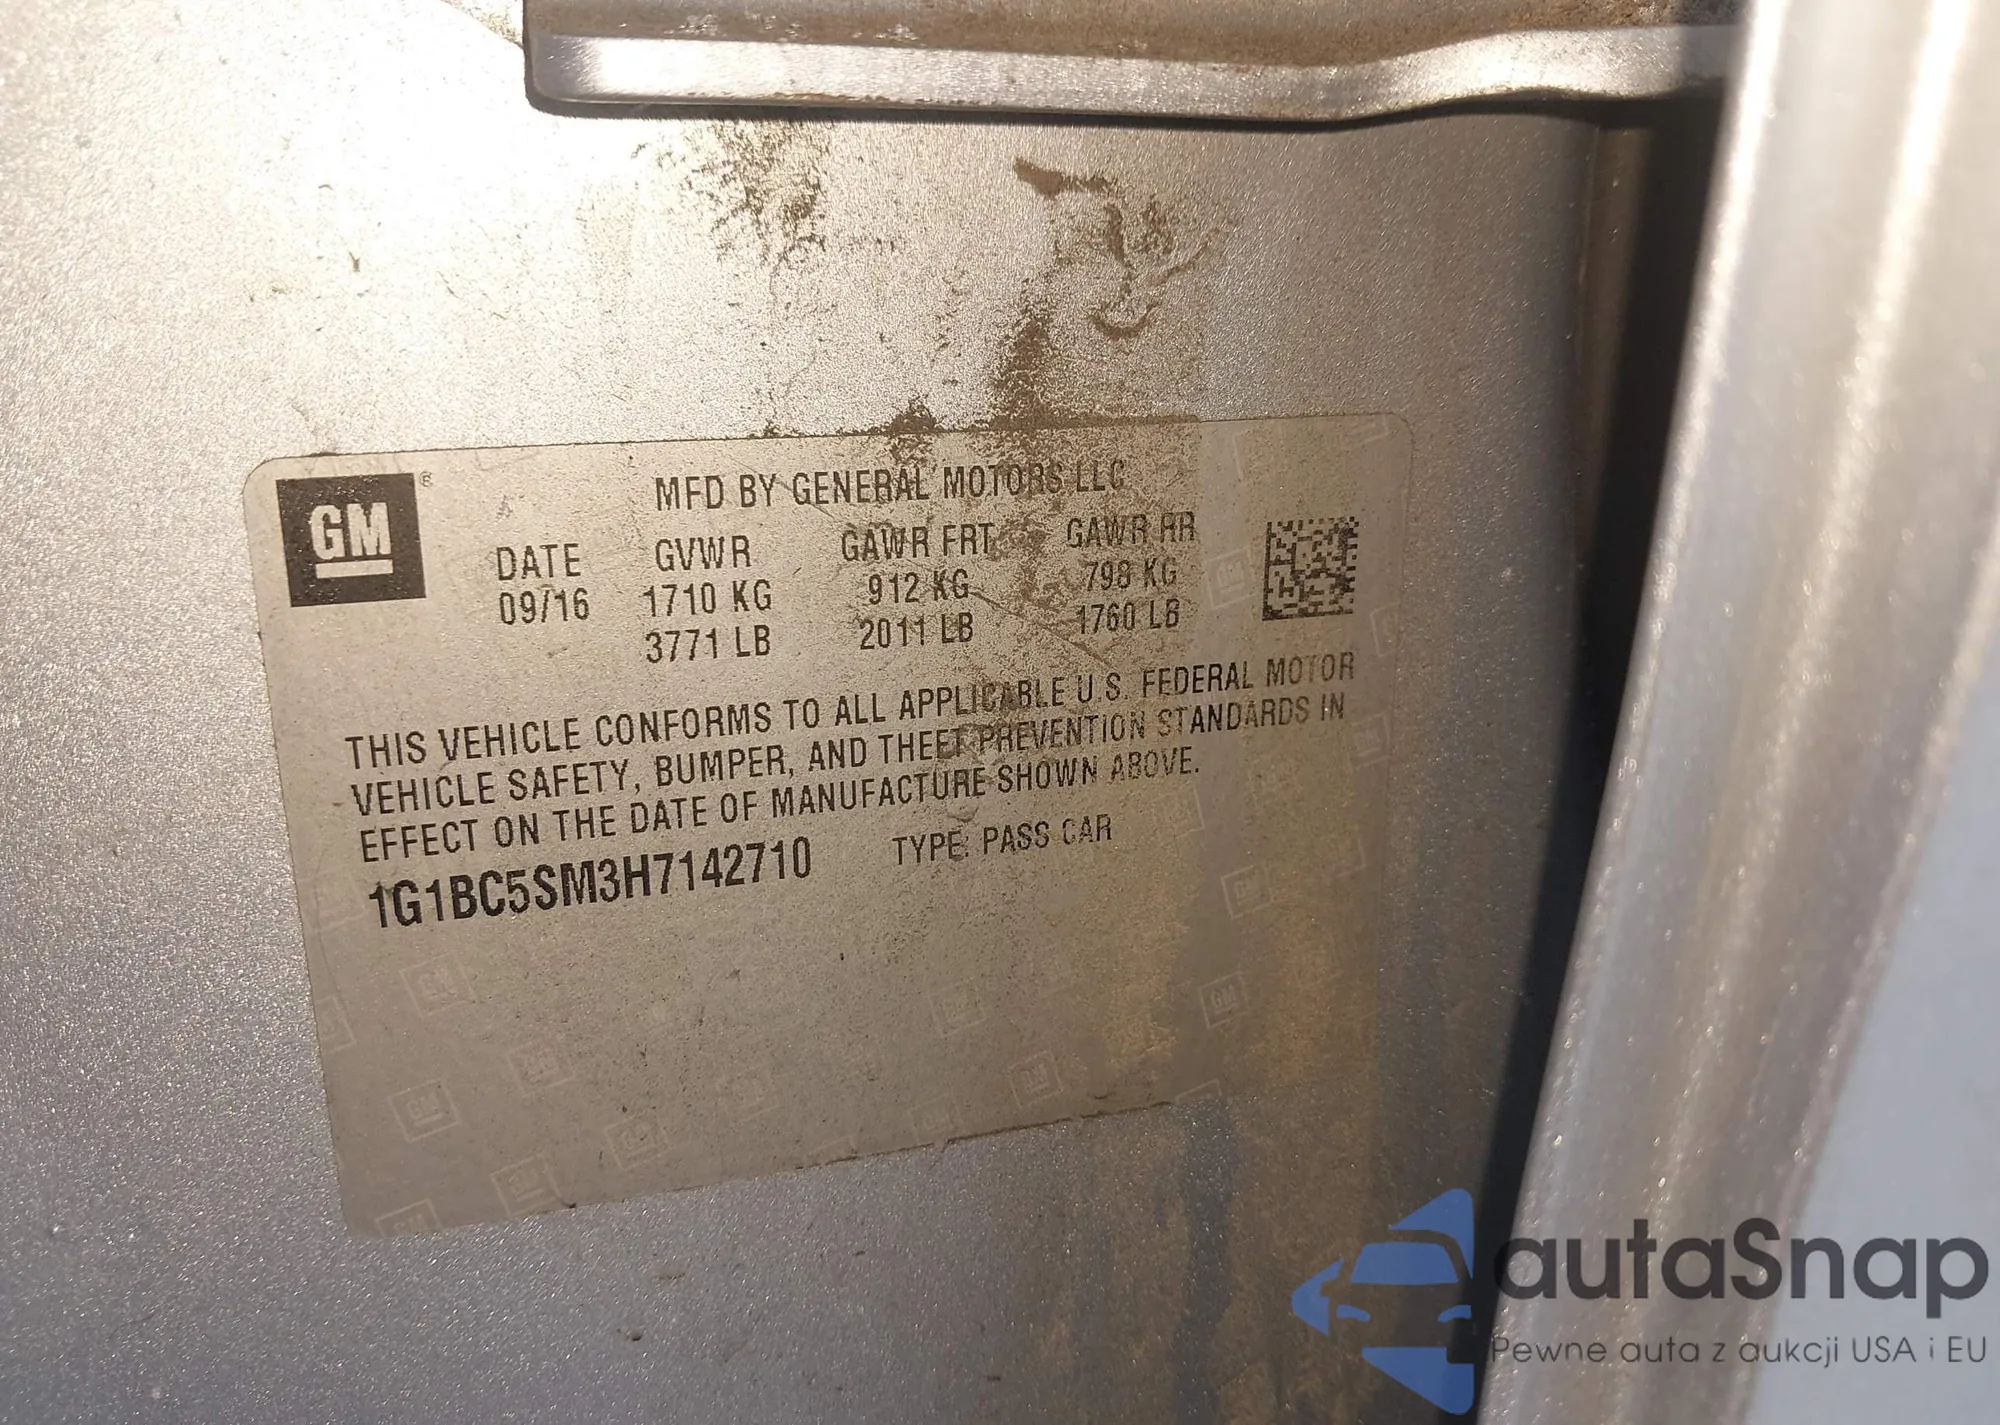 GM®
MFD BY GENERAL MOTORS LLC
DATE GVWR GAWR FRT GAWR RR
09/16 1710 KG 912 KG 798 KG
3771 LB 2011 LB 1760 LB
THIS VEHICLE CONFORMS TO ALL APPLICABLE U.S. FEDERAL MOTOR
VEHICLE SAFETY, BUMPER, AND THEFT PREVENTION STANDARDS IN
EFFECT ON THE DATE OF MANUFACTURE SHOWN ABOVE.
1G1BC5SM3H7142710 TYPE: PASS CAR
autaSnap
Pewne auta z aukcji USA i EU